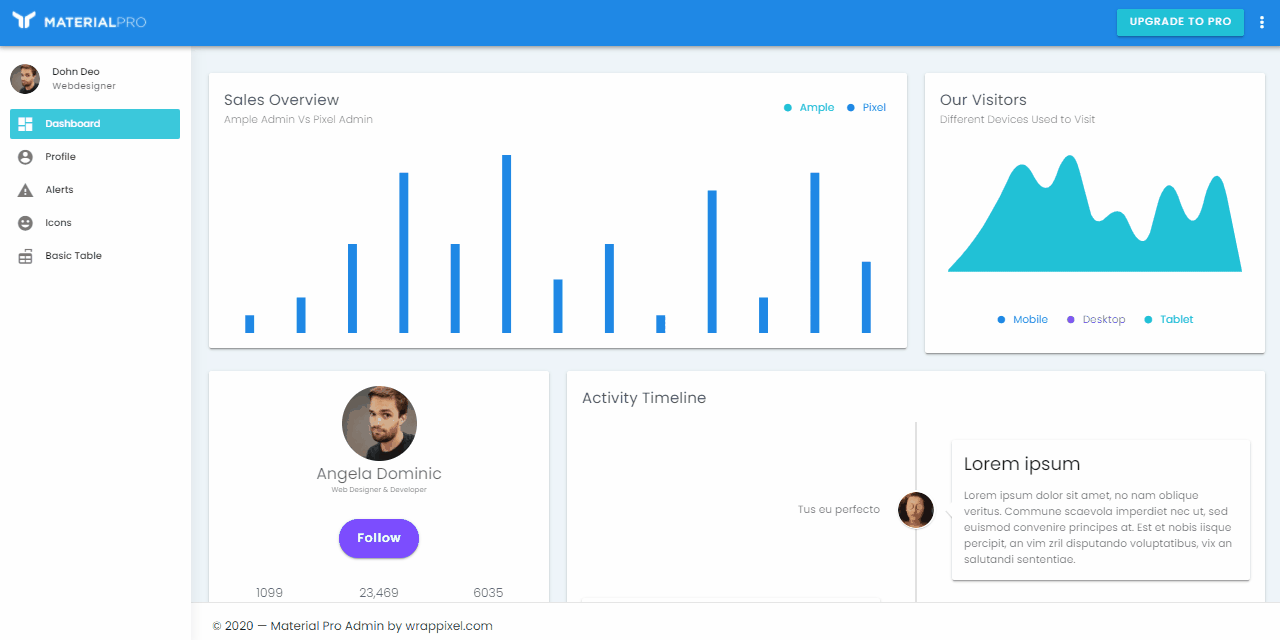 MATERIALPRO
UPGRADE TO PRO
Dohn Deo
Webdesigner
Dashboard
Profile
Alerts
Icons
Basic Table
Sales Overview
Ample Admin Vs Pixel Admin
Ample Pixel
Our Visitors
Different Devices Used to Visit
Mobile Desktop Tablet
Angela Dominic
Web Designer & Developer
Follow
1099 23,469 6035
Activity Timeline
Tus eu perfecto
Lorem ipsum
Lorem ipsum dolor sit amet, no nam oblique
veritus. Commune scaevola imperdiet nec ut, sed
euismod convenire principes at. Est et nobis iisque
percipit, an vim zril disputando voluptatibus, vix an
salutandi sententiae.
© 2020 — Material Pro Admin by wrappixel.com